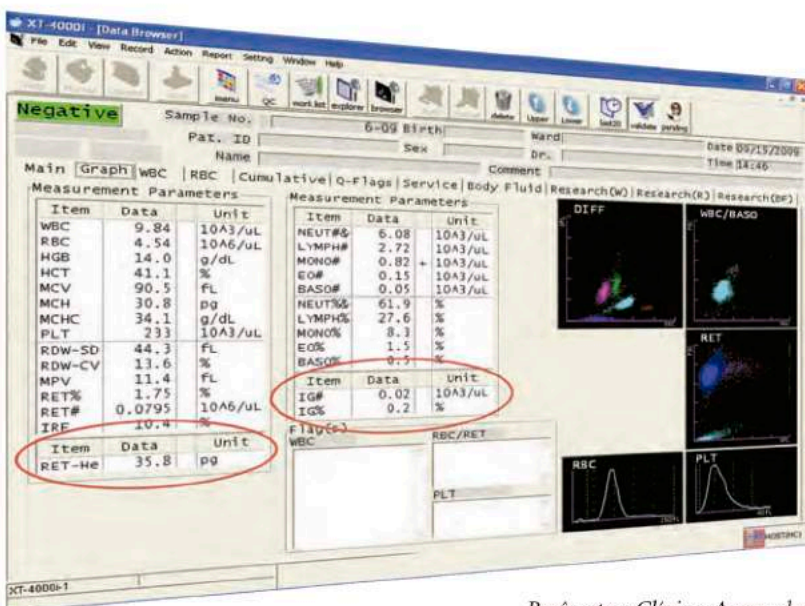 XT-4000i - [Data Browser]
File Edit View Record Action Report Setting Window Help
menu QC work list explorer browser delete Upper Lower last20 validate pending
Negative
Sample No. 6-09 Birth Ward Date 09/15/2009
Pat. ID Sex Dr. Time 14:46
Name Comment
Main Graph WBC RBC Cumulative Q-Flags Service Body Fluid Research(W) Research(R) Research(BF)
Measurement Parameters
Item Data Unit
WBC 9.84 10^3/uL
RBC 4.54 10^6/uL
HGB 14.0 g/dL
HCT 41.1 %
MCV 90.5 fL
MCH 30.8 pg
MCHC 34.1 g/dL
PLT 233 10^3/uL
RDW-SD 44.3 fL
RDW-CV 13.6 %
MPV 11.4 fL
RET% 1.75 %
RET# 0.0795 10^6/uL
IRF 10.4 %
Item Data Unit
RET-He 35.8 pg
Measurement Parameters
Item Data Unit
NEUT#& 6.08 10^3/uL
LYMPH# 2.72 10^3/uL
MONO# 0.82 + 10^3/uL
EO# 0.15 10^3/uL
BASO# 0.05 10^3/uL
NEUT%& 61.9 %
LYMPH% 27.6 %
MONO% 8.3 %
EO% 1.5 %
BASO% 0.5 %
Item Data Unit
IG# 0.02 10^3/uL
IG% 0.2 %
Flag(s)
WBC
RBC/RET
PLT
DIFF
WBC/BASO
RET
RBC
PLT
250fL
40fL
HOST(HC)
XT-4000i-1